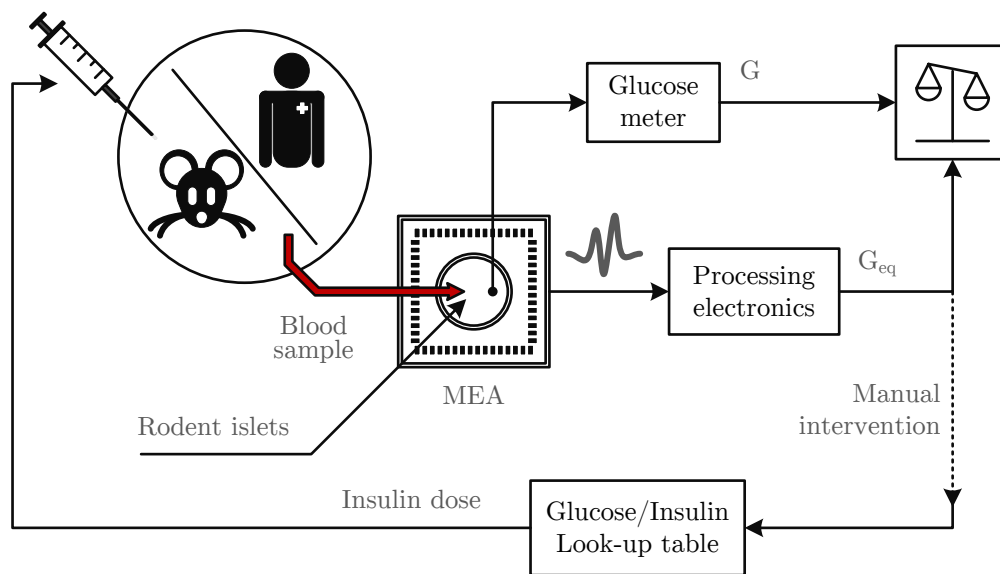 Glucose
meter
G
Processing
electronics
G_eq
Blood
sample
MEA
Rodent islets
Manual
intervention
Insulin dose
Glucose/Insulin
Look-up table